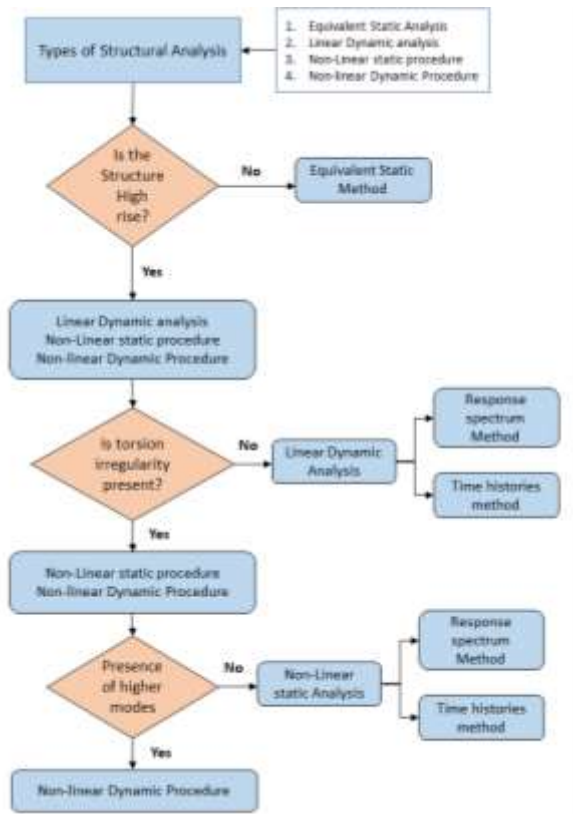 Types of Structural Analysis
1. Equivalent Static Analysis
2. Linear Dynamic analysis
3. Non-Linear static procedure
4. Non-linear Dynamic Procedure
Is the
Structure
High
rise?
No
Equivalent Static
Method
Yes
Linear Dynamic analysis
Non-Linear static procedure
Non-linear Dynamic Procedure
Is torsion
irregularity
present?
No
Linear Dynamic
Analysis
Response
spectrum
Method
Time histories
method
Yes
Non-Linear static procedure
Non-linear Dynamic Procedure
Presence
of higher
modes
No
Non-Linear
static Analysis
Response
spectrum
Method
Time histories
method
Yes
Non-linear Dynamic Procedure